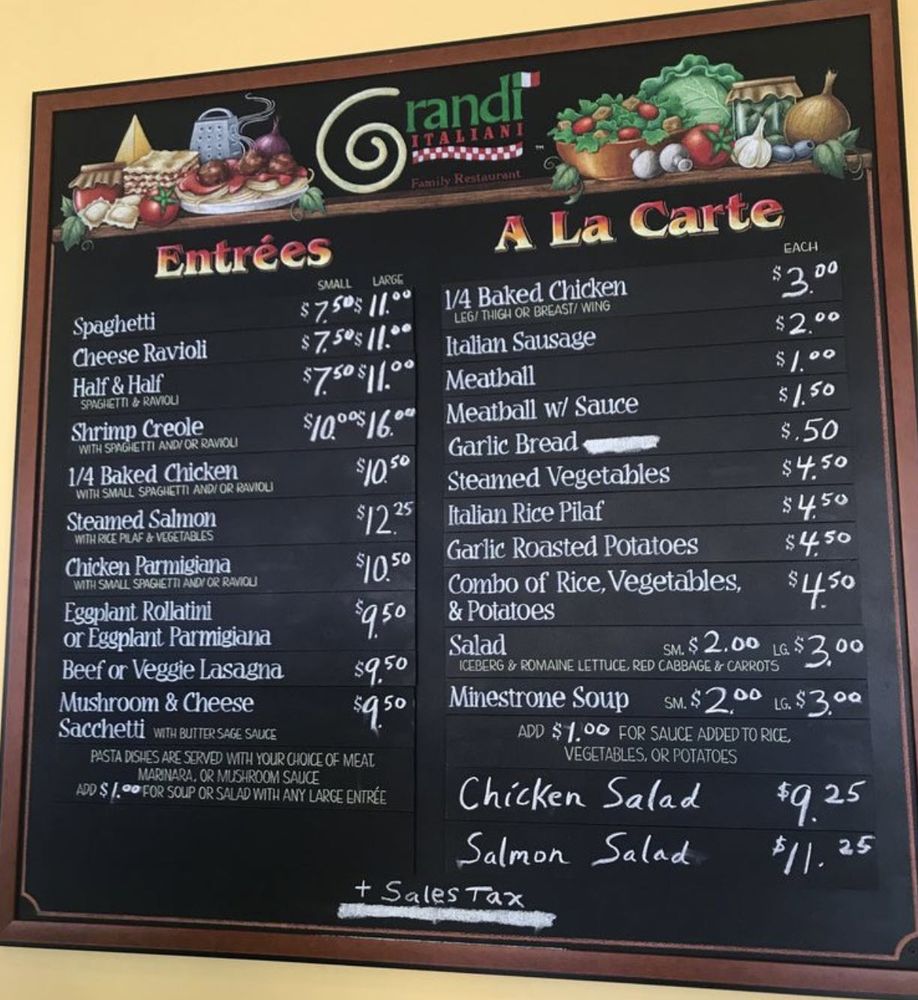 Grandi
ITALIANI
™
Family Restaurant
Entrées
SMALL LARGE
Spaghetti $7.50 $11.00
Cheese Ravioli $7.50 $11.00
Half & Half $7.50 $11.00
SPAGHETTI & RAVIOLI
Shrimp Creole $10.00 $16.00
WITH SPAGHETTI AND/ OR RAVIOLI
1/4 Baked Chicken $10.50
WITH SMALL SPAGHETTI AND/ OR RAVIOLI
Steamed Salmon $12.25
WITH RICE PILAF & VEGETABLES
Chicken Parmigiana $10.50
WITH SMALL SPAGHETTI AND/ OR RAVIOLI
Eggplant Rollatini
or Eggplant Parmigiana $9.50
Beef or Veggie Lasagna $9.50
Mushroom & Cheese
Sacchetti WITH BUTTER SAGE SAUCE $9.50
PASTA DISHES ARE SERVED WITH YOUR CHOICE OF MEAT,
MARINARA, OR MUSHROOM SAUCE
ADD $1.00 FOR SOUP OR SALAD WITH ANY LARGE ENTRÉE
A La Carte
EACH
1/4 Baked Chicken $3.00
LEG/ THIGH OR BREAST/ WING
Italian Sausage $2.00
Meatball $1.00
Meatball w/ Sauce $1.50
Garlic Bread $.50
Steamed Vegetables $4.50
Italian Rice Pilaf $4.50
Garlic Roasted Potatoes $4.50
Combo of Rice, Vegetables,
& Potatoes $4.50
Salad SM. $2.00 LG. $3.00
ICEBERG & ROMAINE LETTUCE, RED CABBAGE & CARROTS
Minestrone Soup SM. $2.00 LG. $3.00
ADD $1.00 FOR SAUCE ADDED TO RICE,
VEGETABLES, OR POTATOES
Chicken Salad $9.25
Salmon Salad $11.25
+ Sales Tax